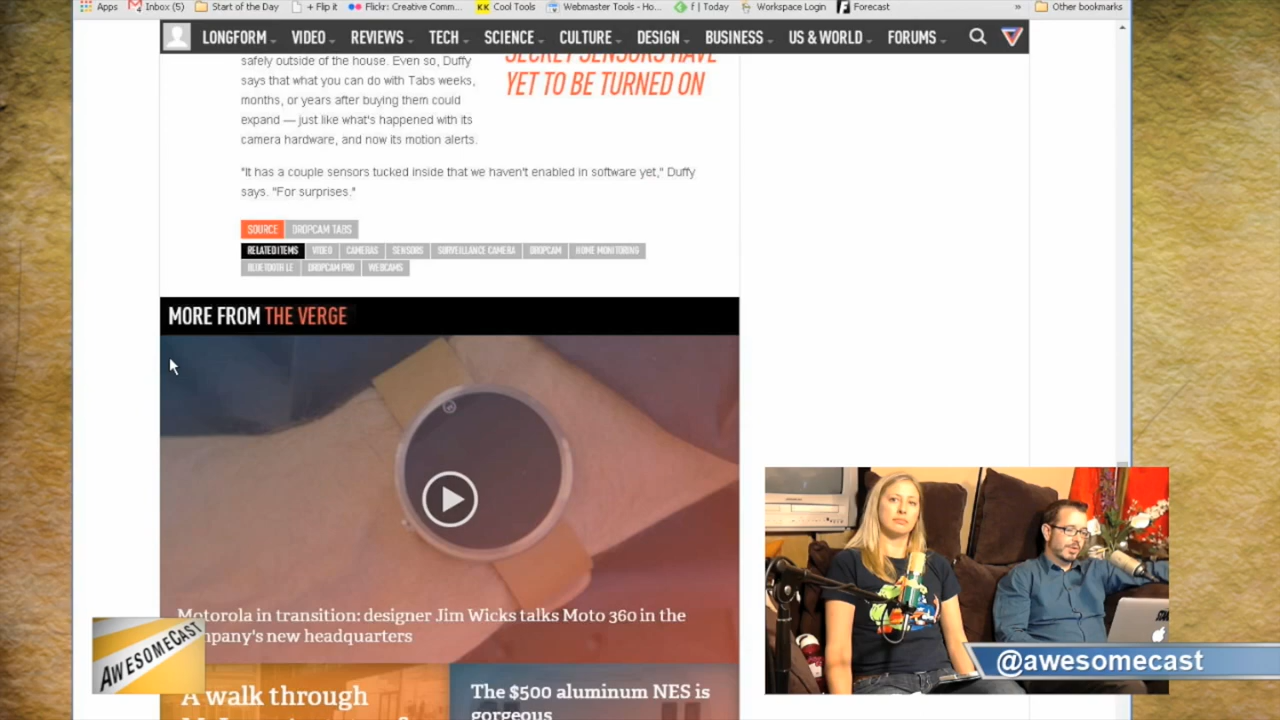 Apps Inbox (5) Start of the Day + Flip it Flickr: Creative Comm... KK Cool Tools Webmaster Tools - Ho... f | Today Workspace Login F Forecast » Other bookmarks
LONGFORM VIDEO REVIEWS TECH SCIENCE CULTURE DESIGN BUSINESS US & WORLD FORUMS
safely outside of the house. Even so, Duffy
says that what you can do with Tabs weeks,
months, or years after buying them could
expand — just like what's happened with its
camera hardware, and now its motion alerts.
SECRET SENSORS HAVE
YET TO BE TURNED ON
"It has a couple sensors tucked inside that we haven't enabled in software yet," Duffy
says. "For surprises."
SOURCE DROPCAM TABS
RELATED ITEMS VIDEO CAMERAS SENSORS SURVEILLANCE CAMERA DROPCAM HOME MONITORING
BLUETOOTH LE DROPCAM PRO WEBCAMS
MORE FROM THE VERGE
Motorola in transition: designer Jim Wicks talks Moto 360 in the
mpany's new headquarters
AWESOMECAST
@awesomecast
A walk through
The $500 aluminum NES is
gorgeous